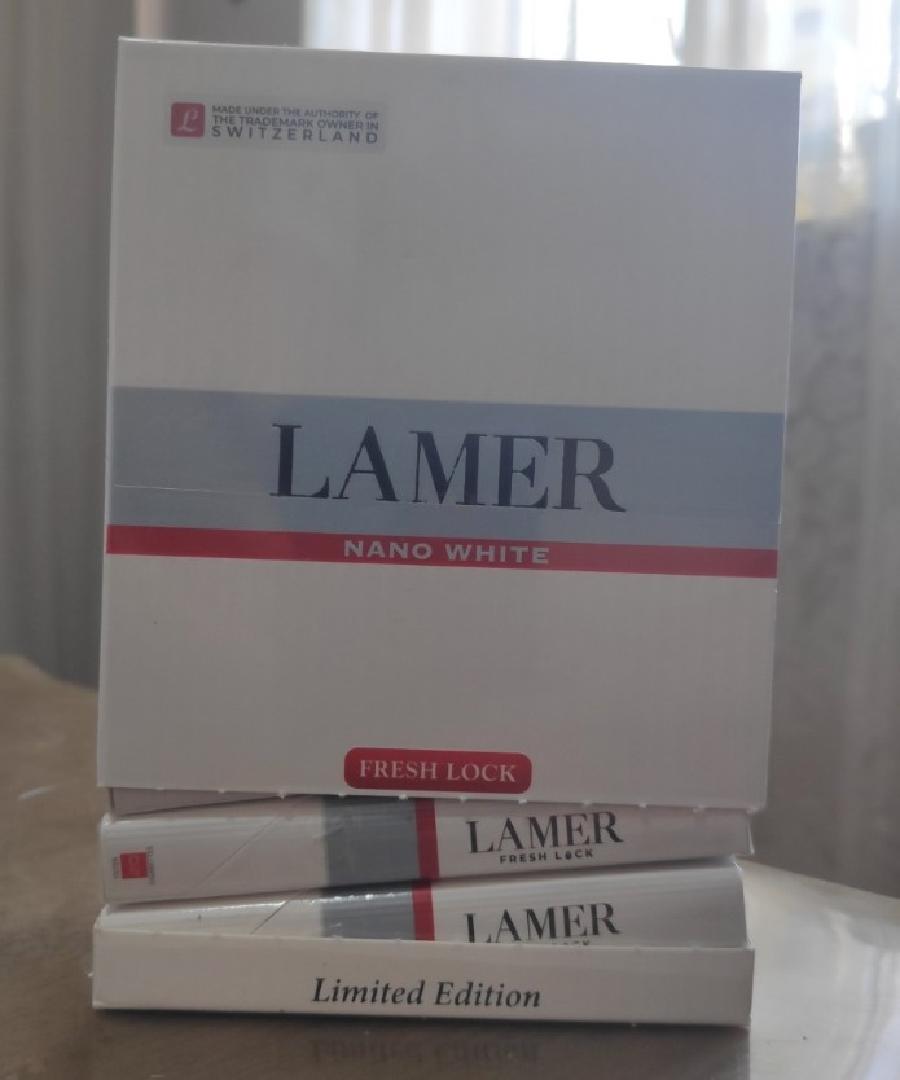 L
MADE UNDER THE AUTHORITY OF
THE TRADEMARK OWNER IN
SWITZERLAND
LAMER
NANO WHITE
FRESH LOCK
LAMER
FRESH LOCK
LAMER
Limited Edition